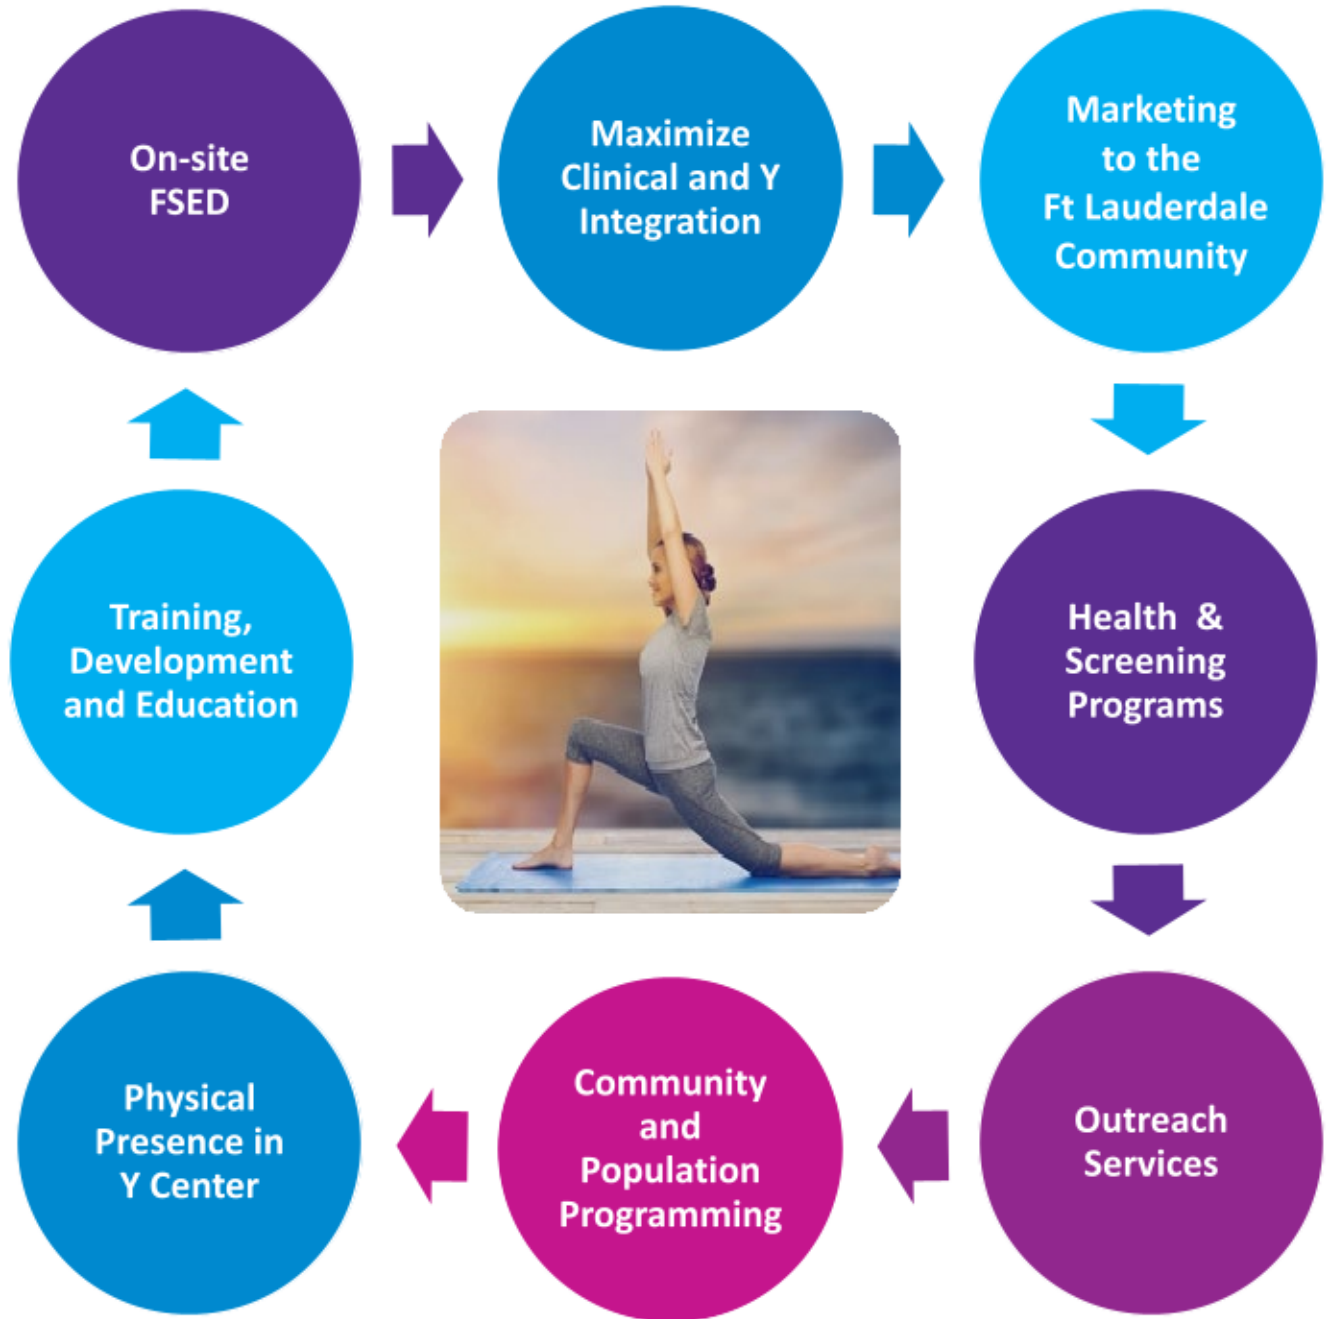 On-site
FSED
Maximize
Clinical and Y
Integration
Marketing
to the
Ft Lauderdale
Community
Health &
Screening
Programs
Outreach
Services
Community
and
Population
Programming
Physical
Presence in
Y Center
Training,
Development
and Education